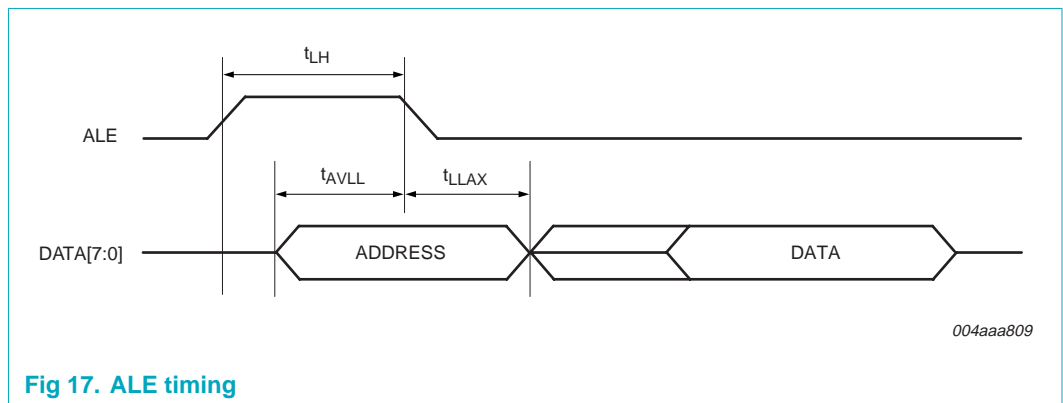 tLH
ALE
tAVLL
tLLAX
DATA[7:0]
ADDRESS
DATA
004aaa809
Fig 17. ALE timing